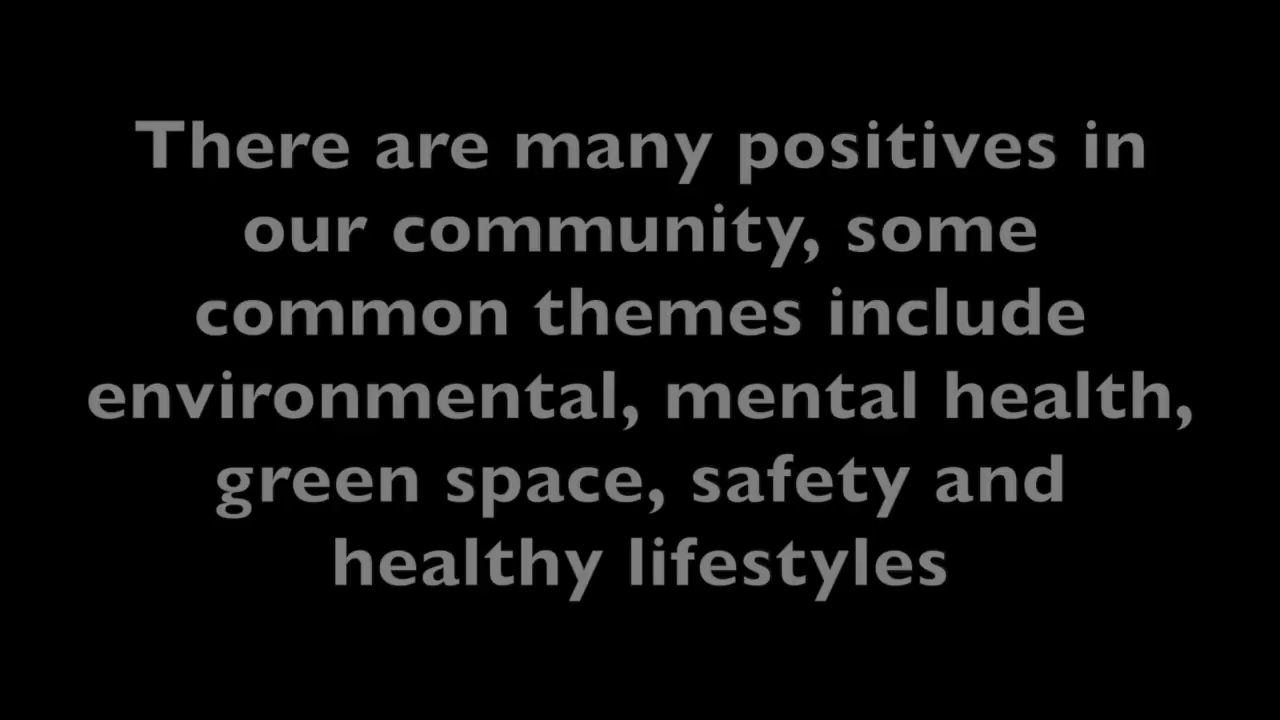 There are many positives in
our community, some
common themes include
environmental, mental health,
green space, safety and
healthy lifestyles